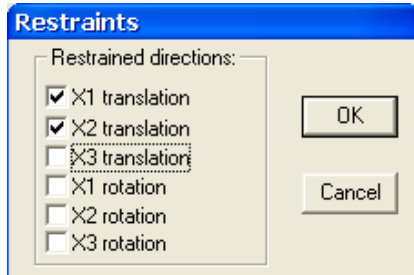 Restraints
Restrained directions:
X1 translation
X2 translation
X3 translation
X1 rotation
X2 rotation
X3 rotation
OK
Cancel